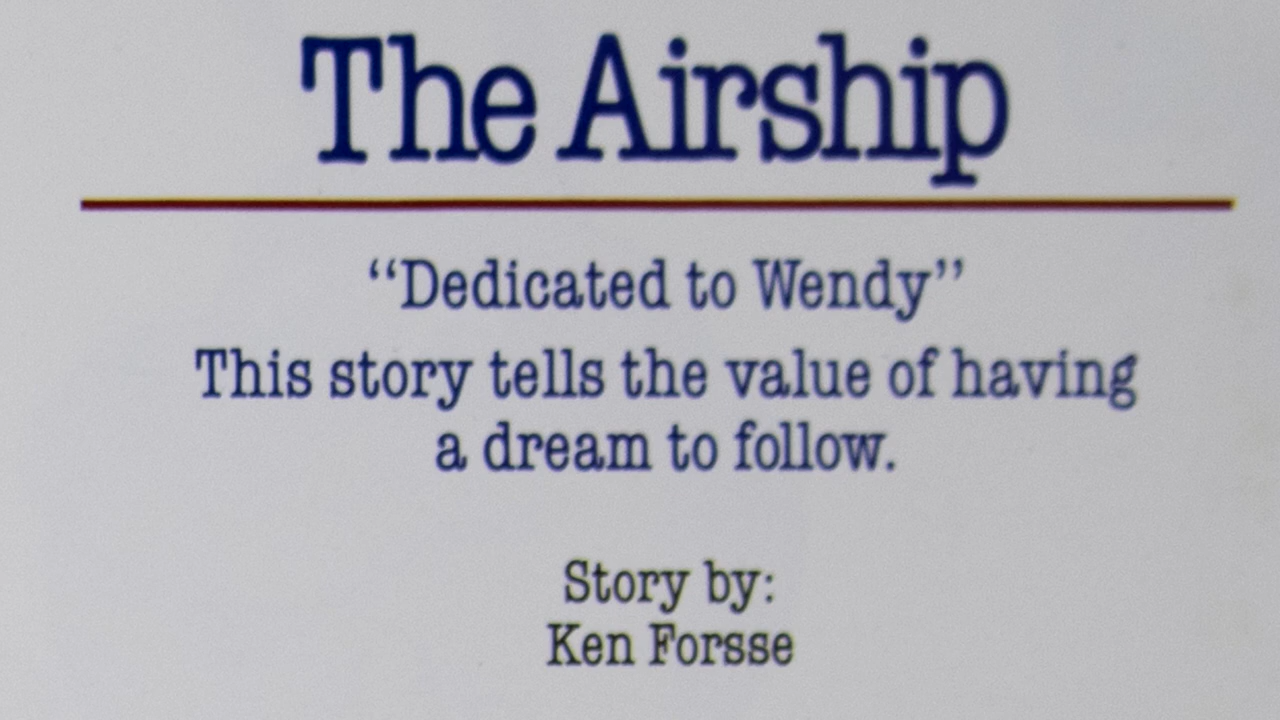 The Airship
“Dedicated to Wendy”
This story tells the value of having
a dream to follow.
Story by:
Ken Forsse